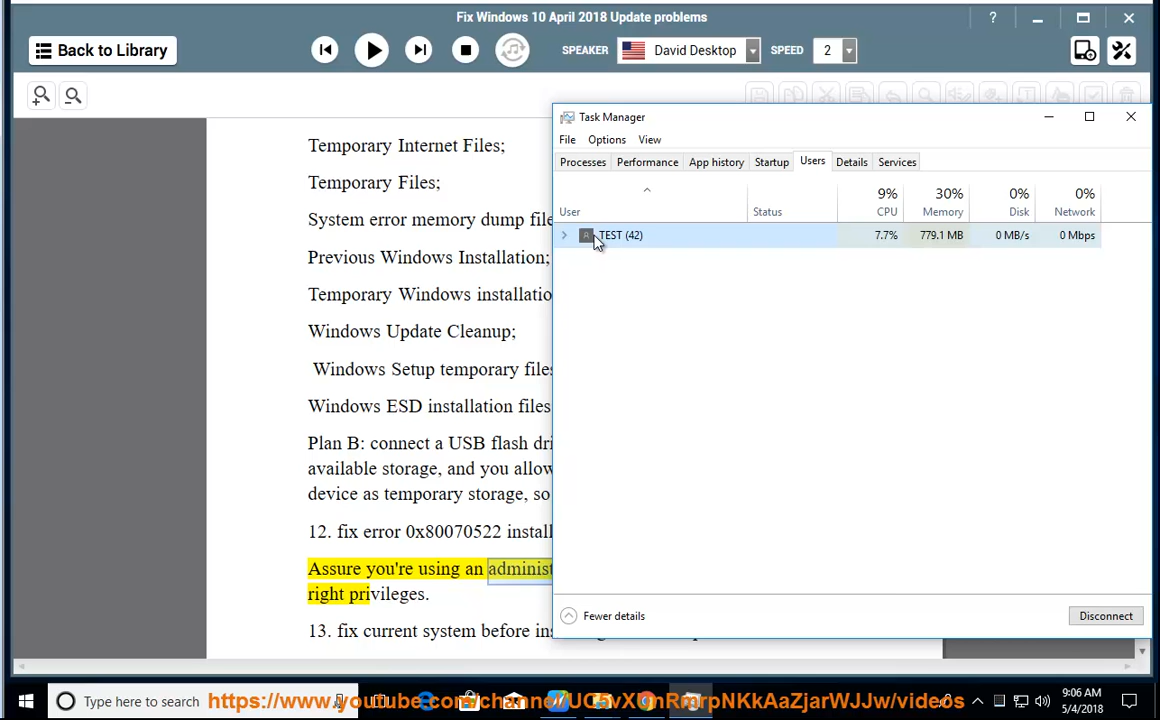 Fix Windows 10 April 2018 Update problems
Back to Library
SPEAKER
David Desktop
SPEED
2
Temporary Internet Files;
Temporary Files;
System error memory dump file
Previous Windows Installation;
Temporary Windows installatio
Windows Update Cleanup;
Windows Setup temporary files
Windows ESD installation files
Plan B: connect a USB flash dri
available storage, and you allow
device as temporary storage, so
12. fix error 0x80070522 install
Assure you're using an administ
right privileges.
13. fix current system before ins
Task Manager
File Options View
Processes Performance App history Startup Users Details Services
9% 30% 0% 0%
User Status CPU Memory Disk Network
TEST (42) 7.7% 779.1 MB 0 MB/s 0 Mbps
Fewer details
Disconnect
Type here to search
9:06 AM
5/4/2018